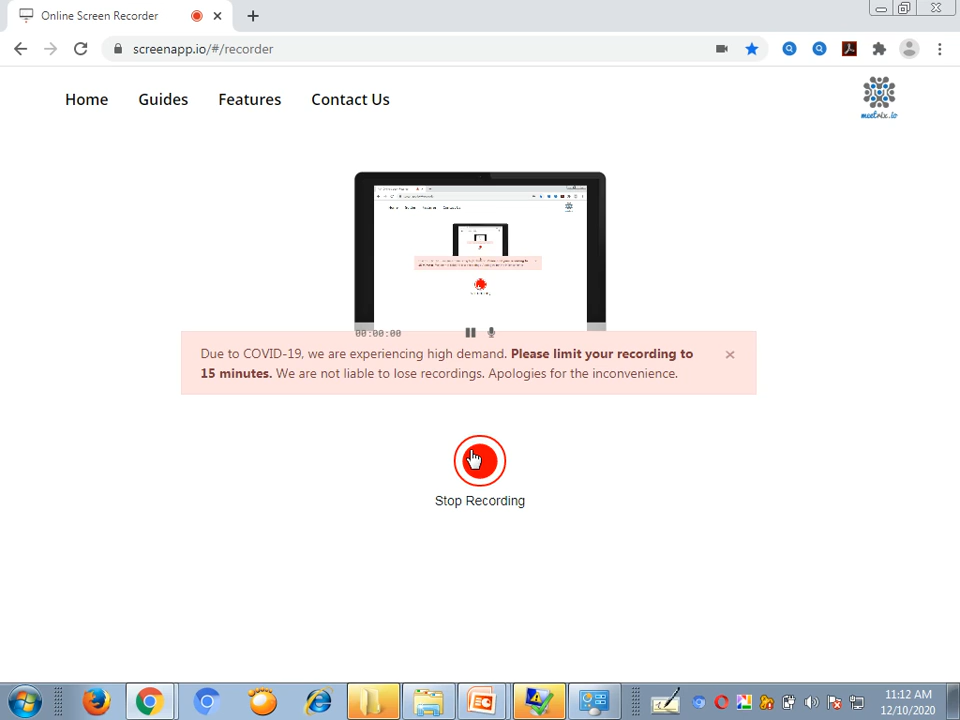 Online Screen Recorder
screenapp.io/#/recorder
Home Guides Features Contact Us
meetrix.io
00:00:00
Due to COVID-19, we are experiencing high demand. Please limit your recording to
15 minutes. We are not liable to lose recordings. Apologies for the inconvenience.
Stop Recording
11:12 AM
12/10/2020